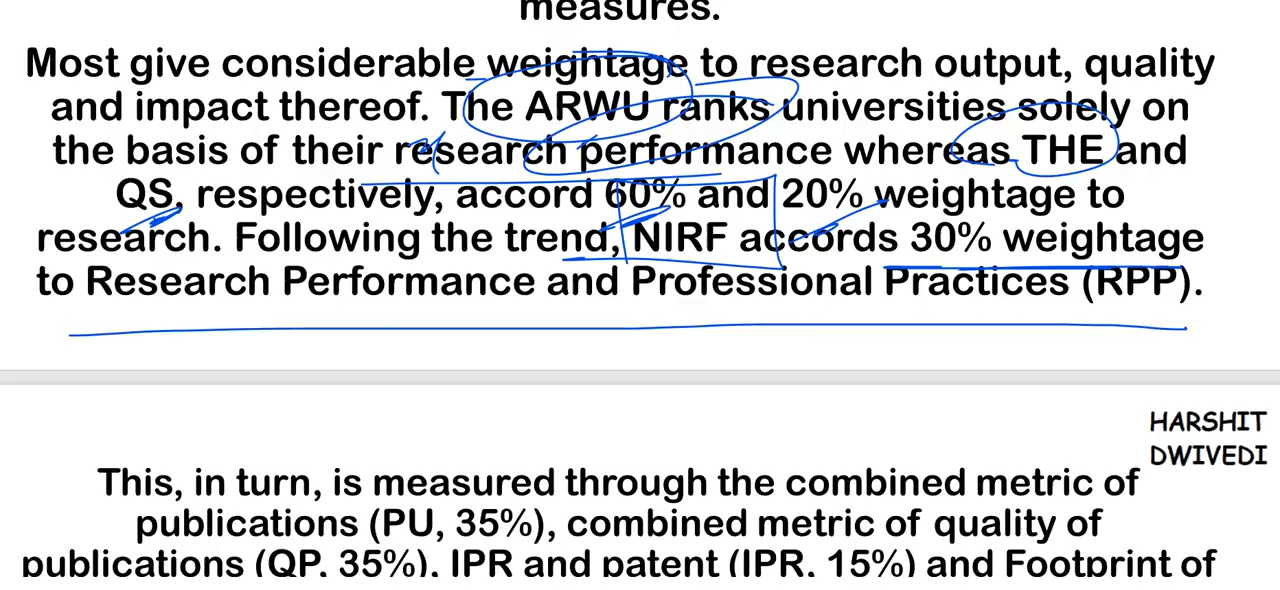 measures.
Most give considerable weightage to research output, quality
and impact thereof. The ARWU ranks universities solely on
the basis of their research performance whereas THE and
QS, respectively, accord 60% and 20% weightage to
research. Following the trend, NIRF accords 30% weightage
to Research Performance and Professional Practices (RPP).
HARSHIT
DWIVEDI
This, in turn, is measured through the combined metric of
publications (PU, 35%), combined metric of quality of
publications (QP, 35%), IPR and patent (IPR, 15%) and Footprint of